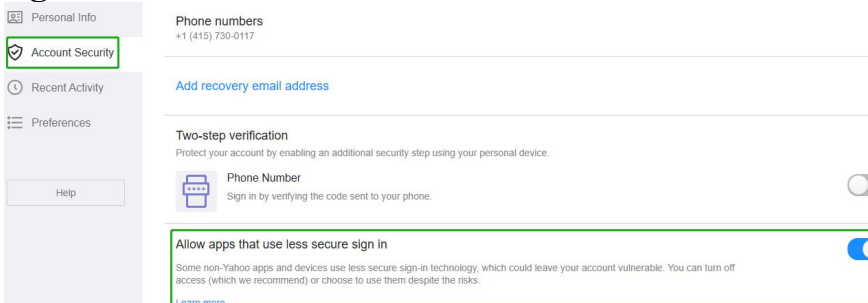 Personal Info
Account Security
Recent Activity
Preferences
Help
Phone numbers
+1 (415) 730-0117
Add recovery email address
Two-step verification
Protect your account by enabling an additional security step using your personal device.
Phone Number
Sign in by verifying the code sent to your phone.
Allow apps that use less secure sign in
Some non-Yahoo apps and devices use less secure sign-in technology, which could leave your account vulnerable. You can turn off
access (which we recommend) or choose to use them despite the risks.
Learn more